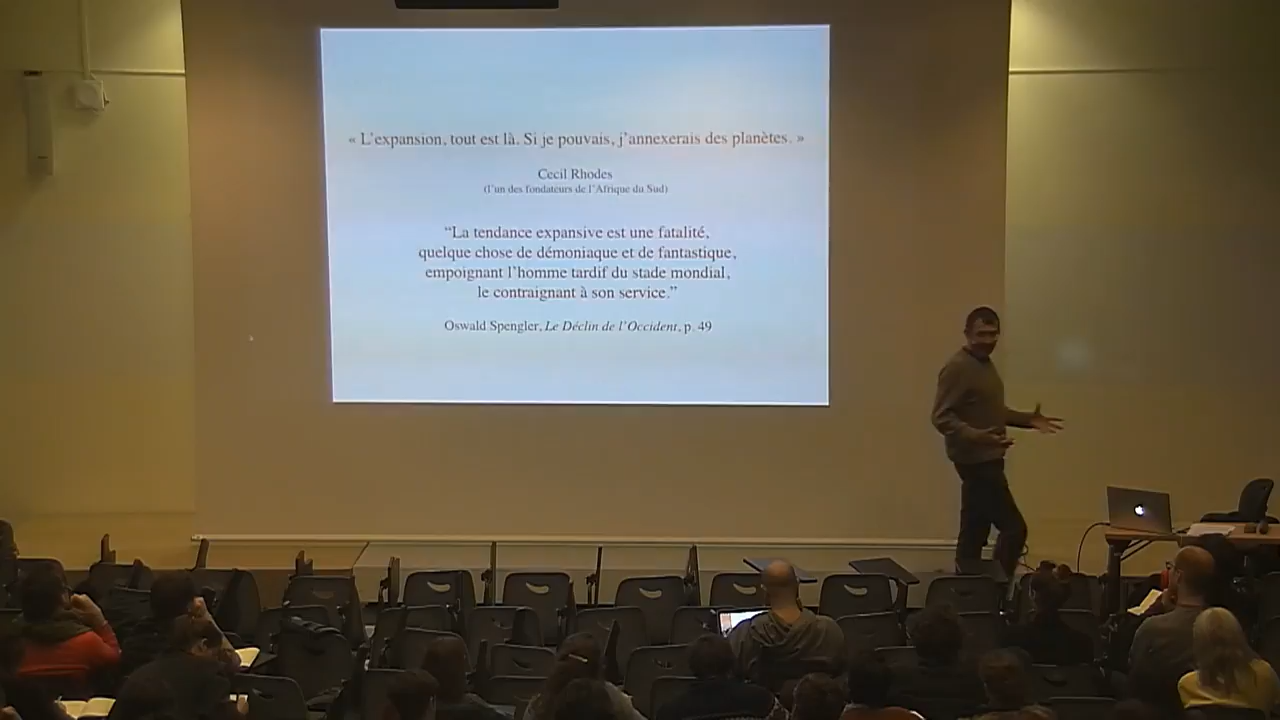 « L'expansion, tout est là. Si je pouvais, j'annexerais des planètes. »
Cecil Rhodes
(l'un des fondateurs de l'Afrique du Sud)
“La tendance expansive est une fatalité,
quelque chose de démoniaque et de fantastique,
empoignant l'homme tardif du stade mondial,
le contraignant à son service.”
Oswald Spengler, Le Déclin de l'Occident, p. 49